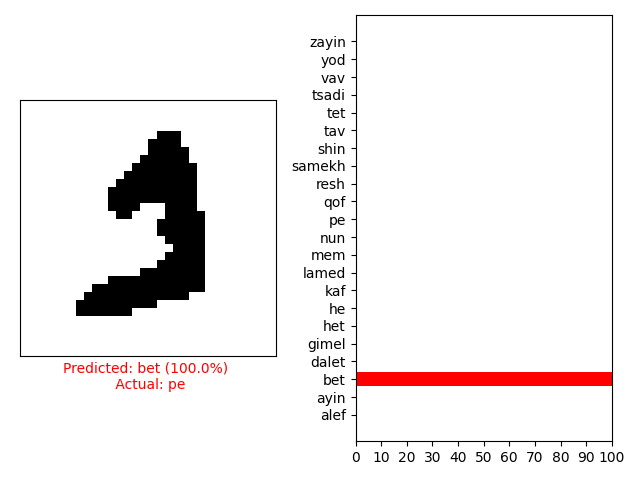 zayin
yod
vav
tsadi
tet
tav
shin
samekh
resh
qof
pe
nun
mem
lamed
kaf
he
het
gimel
dalet
bet
ayin
alef
0 10 20 30 40 50 60 70 80 90 100
Predicted: bet (100.0%)
Actual: pe